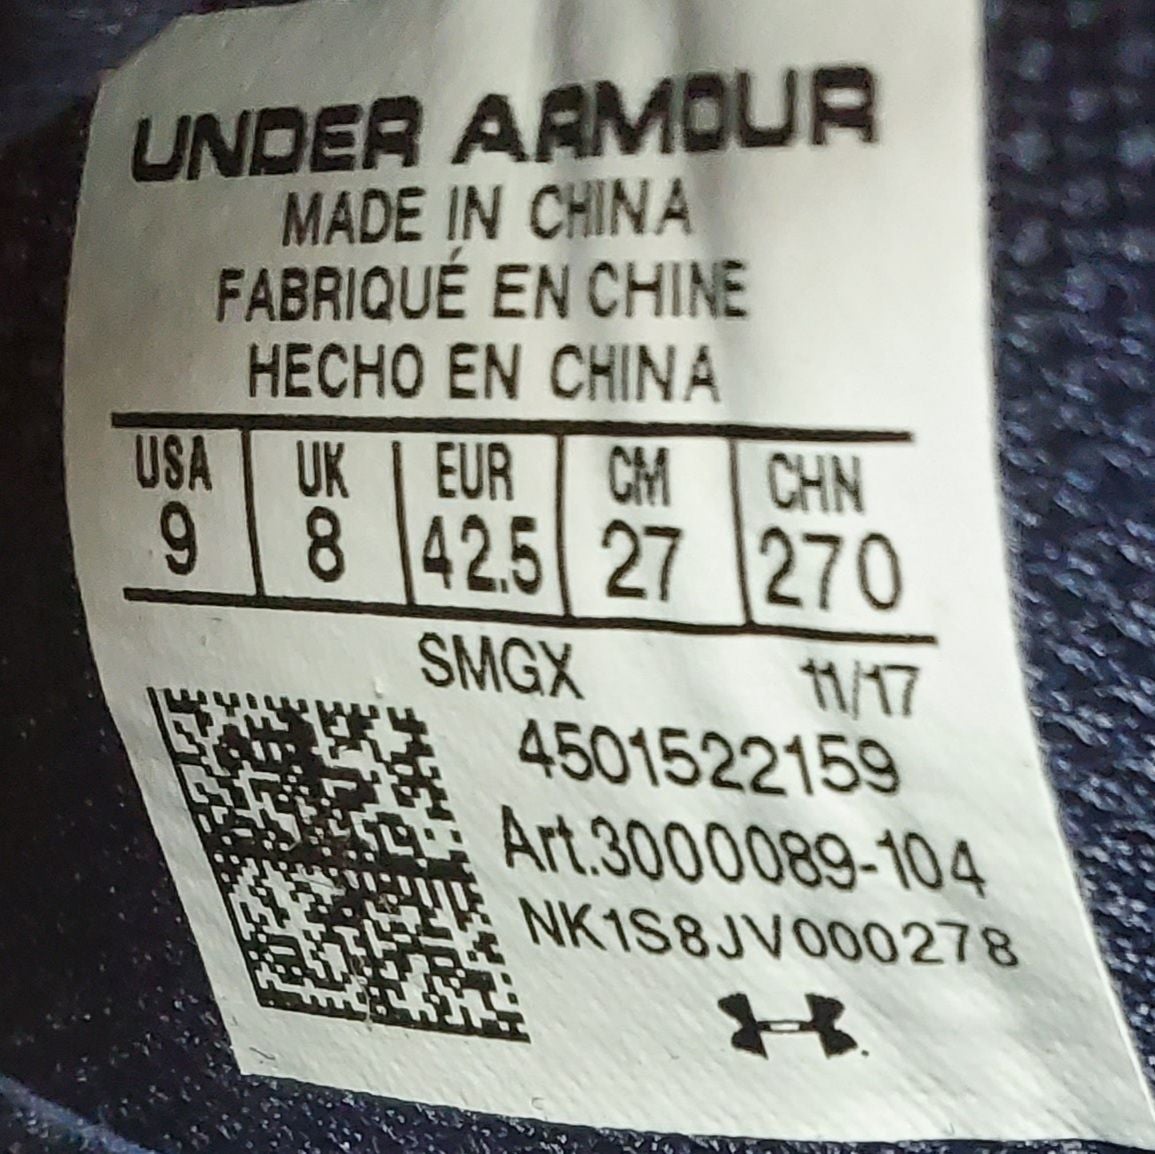 UNDER ARMOUR
MADE IN CHINA
FABRIQUÉ EN CHINE
HECHO EN CHINA
USA UK EUR CM CHN
9 8 42.5 27 270
SMGX 11/17
4501522159
Art.3000089-104
NK1S8JV000278